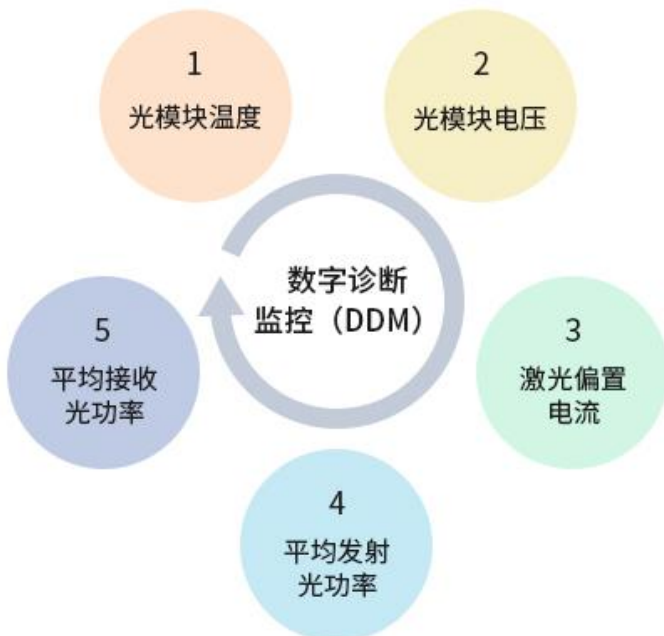 1
光模块温度
2
光模块电压
数字诊断
监控（DDM）
3
激光偏置
电流
4
平均发射
光功率
5
平均接收
光功率